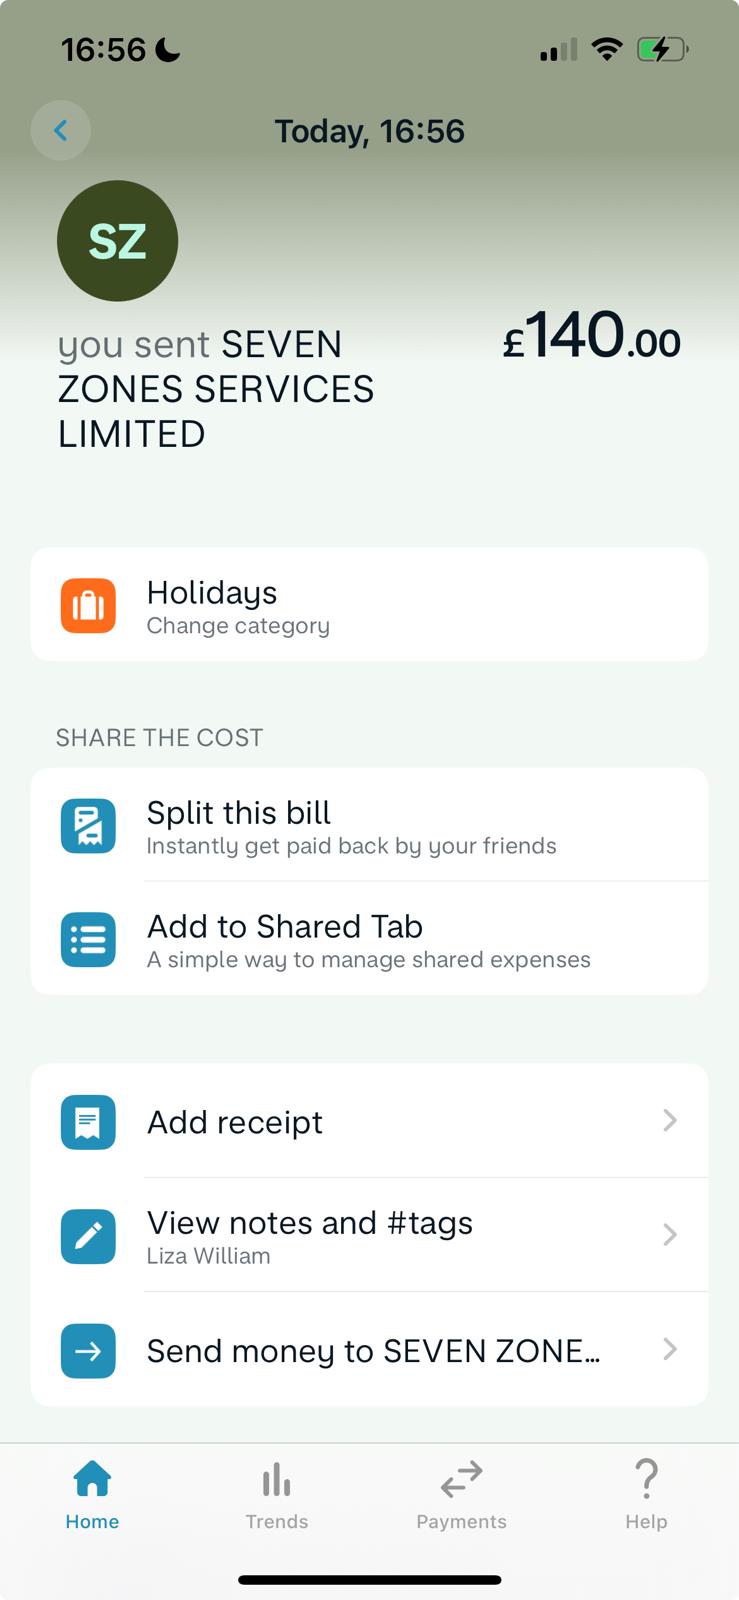 16:56
Today, 16:56
SZ
you sent SEVEN
ZONES SERVICES
LIMITED
£140.00
Holidays
Change category
SHARE THE COST
Split this bill
Instantly get paid back by your friends
Add to Shared Tab
A simple way to manage shared expenses
Add receipt
View notes and #tags
Liza William
Send money to SEVEN ZONE...
Home
Trends
Payments
Help